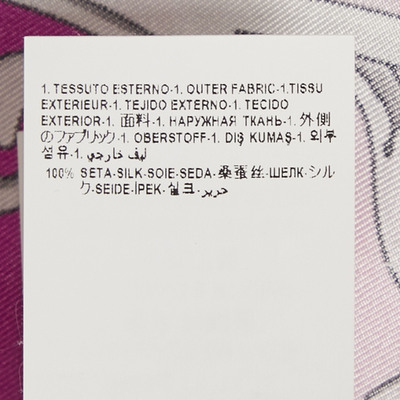 1. TESSUTO ESTERNO-1. OUTER FABRIC-1.TISSU
EXTERIEUR-1. TEJIDO EXTERNO-1. TECIDO
EXTERIOR-1. 面料-1. НАРУЖНАЯ ТКАНЬ-1. 外側
のファブリック-1. OBERSTOFF-1. DIŞ KUMAŞ-1. 외부
섬유-1. ليف خارجي
100% SETA-SILK-SOIE-SEDA-桑蚕丝-ШЕЛК-シル
ク-SEIDE-İPEK-실크-حرير